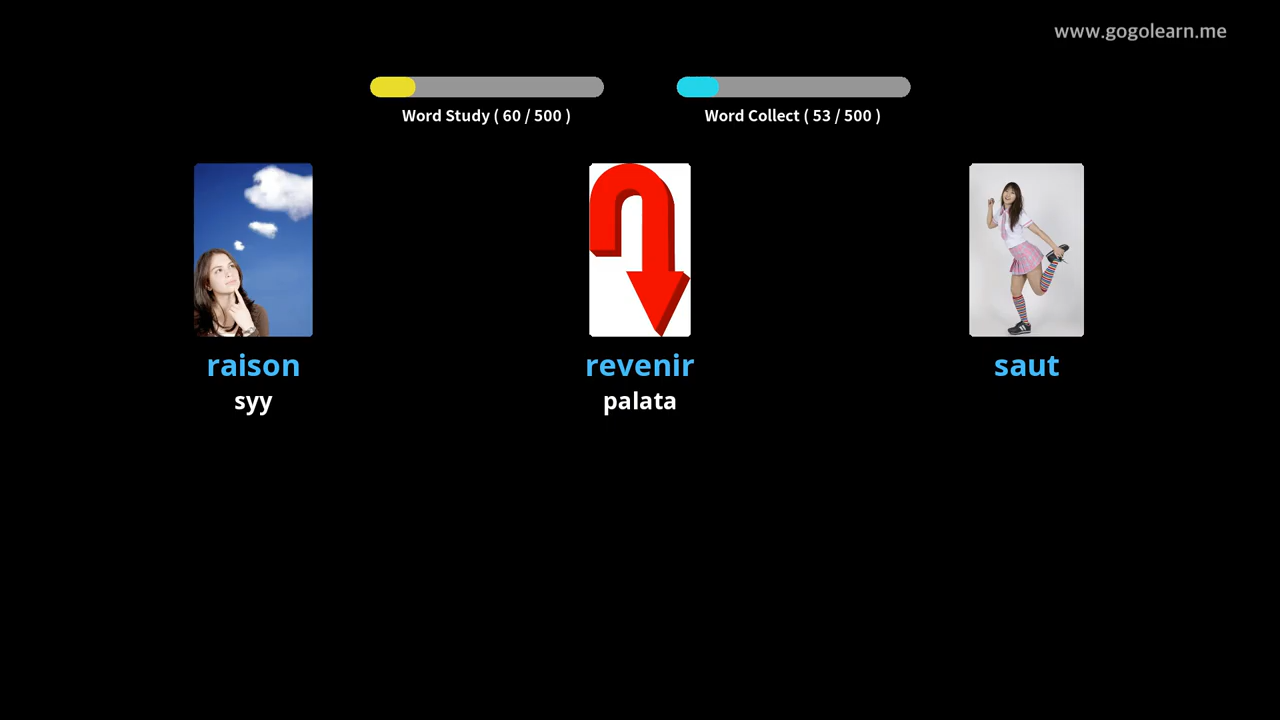 www.gogolearn.me
Word Study ( 60 / 500 )
Word Collect ( 53 / 500 )
raison
revenir
saut
syy
palata